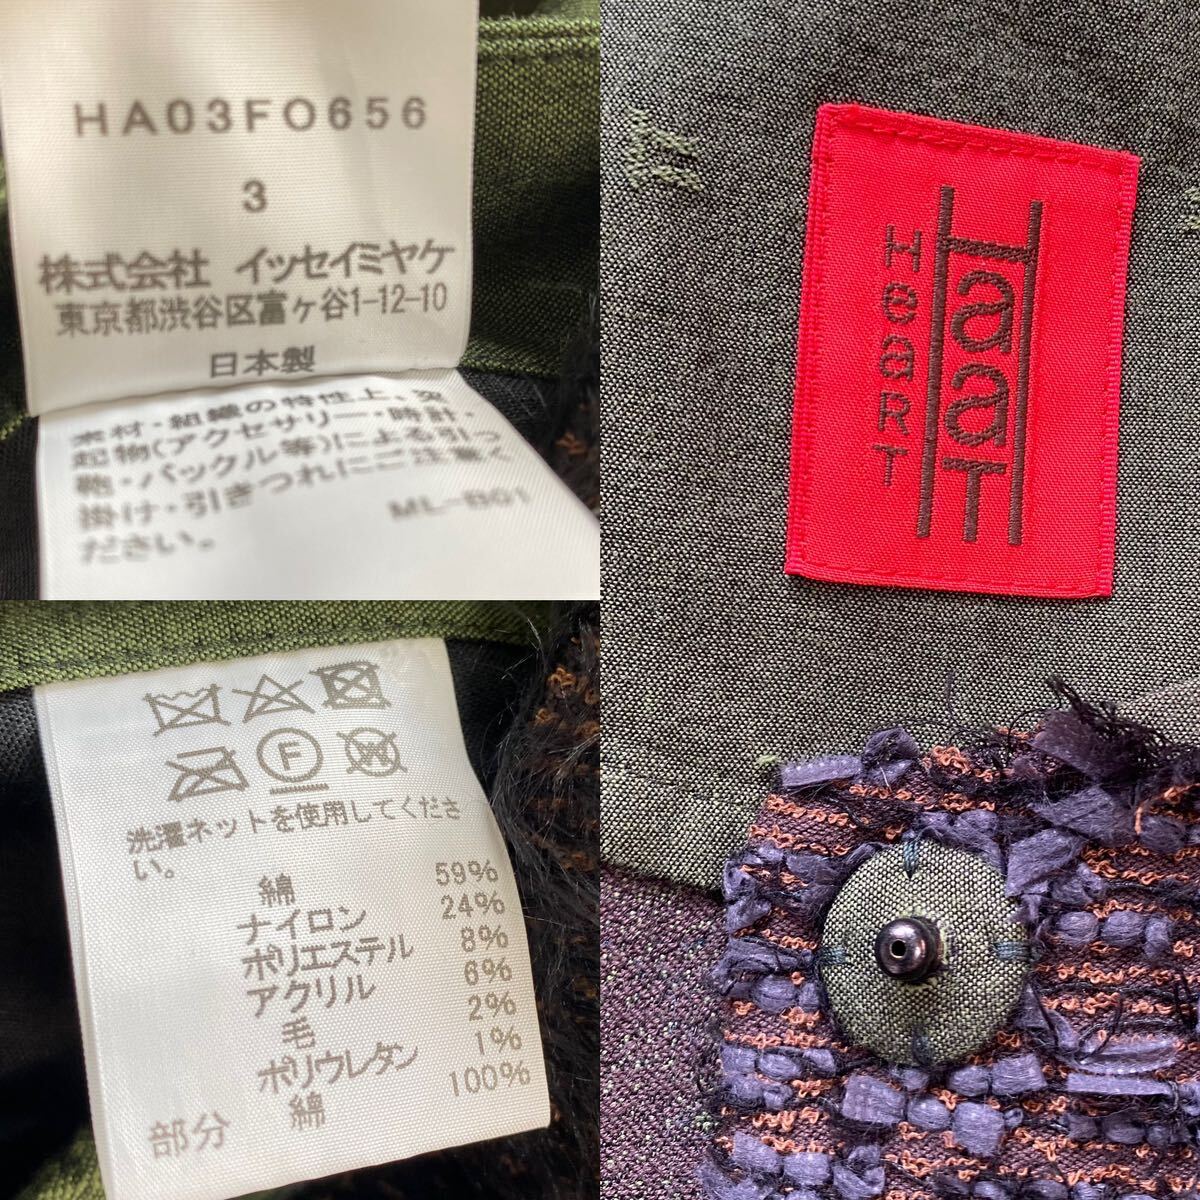 HA03FO656
3
株式会社 イッセイミヤケ
東京都渋谷区富ヶ谷1-12-10
日本製
素材・組織の特性上、突
起物(アクセサリー・時計・
鞄・バックル等)による引っ
掛け・引きつれにご注意く
ださい。
ML-B01
HaaT
HeaRT
F
W
洗濯ネットを使用してくださ
い。
綿 59%
ナイロン 24%
ポリエステル 8%
アクリル 6%
毛 2%
ポリウレタン 1%
部分 綿 100%